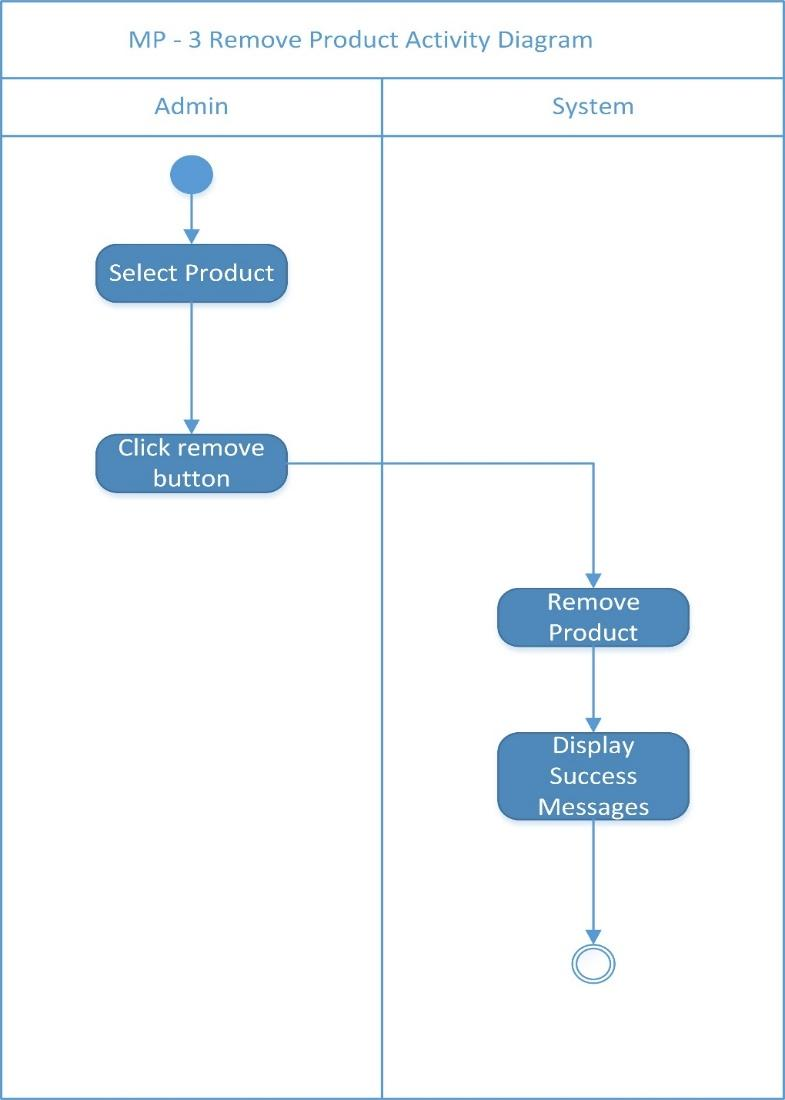 MP - 3 Remove Product Activity Diagram
Admin
System
Select Product
Click remove
button
Remove
Product
Display
Success
Messages